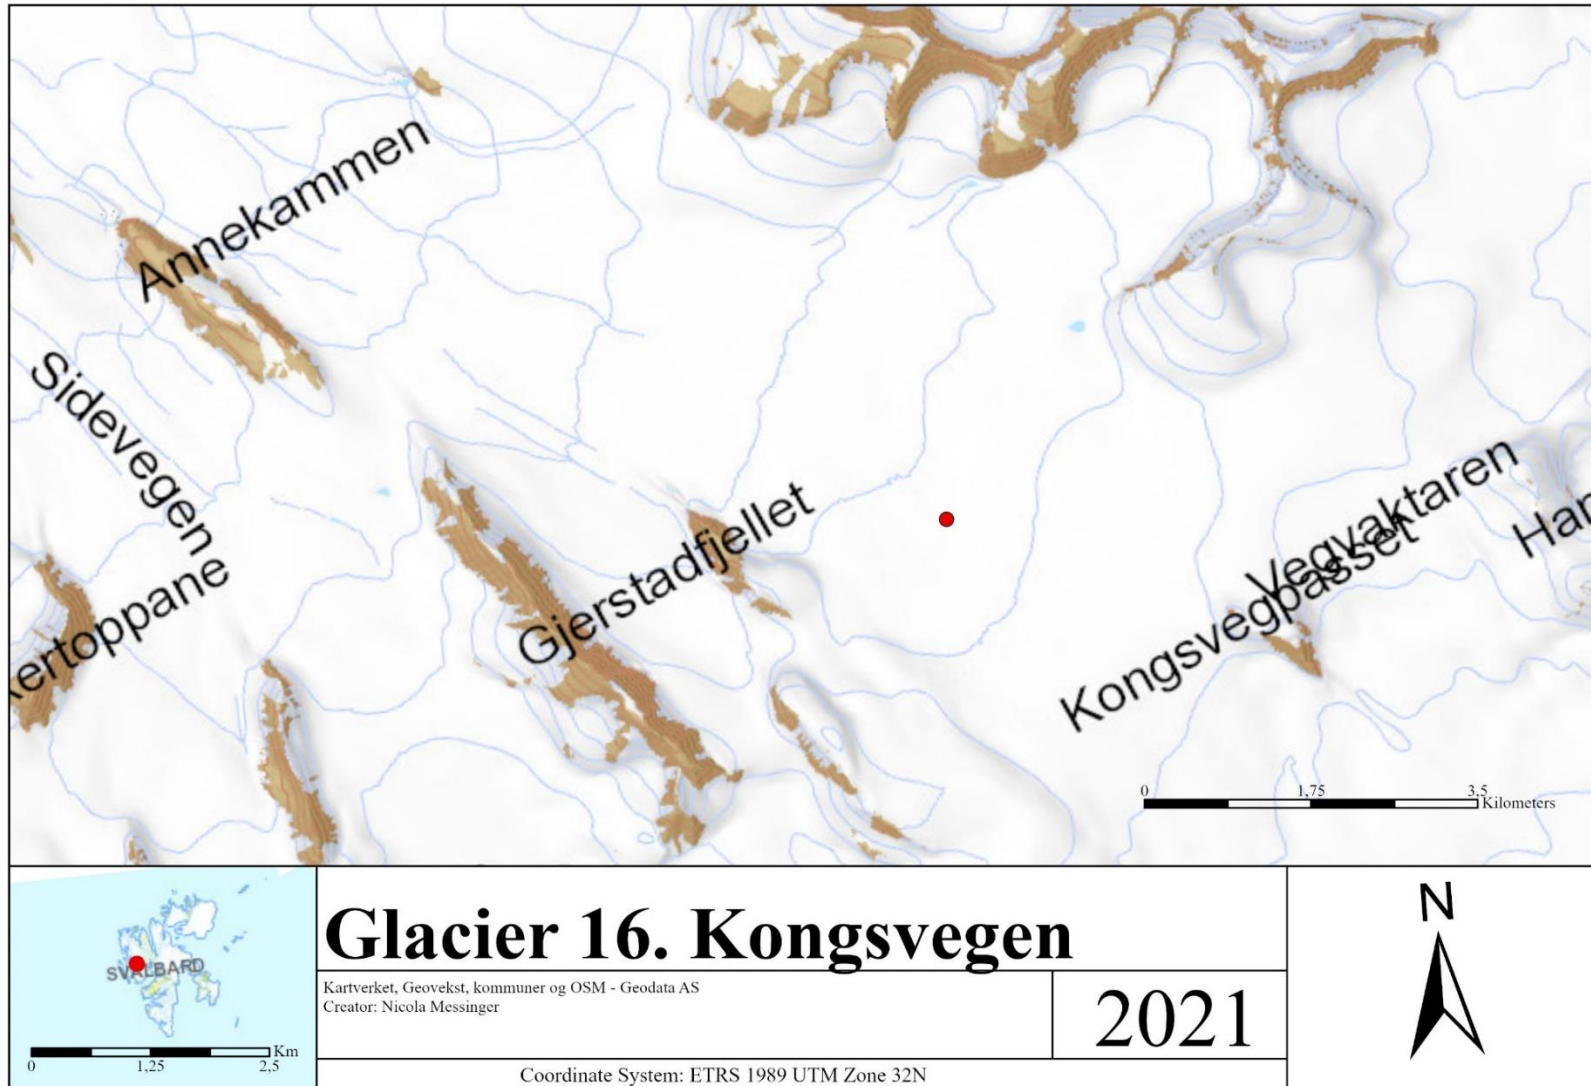 Annekammen
Sidevegen
Gjerstadfjellet
Vegvaktaren
Kongsvegpasset
Han
kertoppane
0 1,75 3,5 Kilometers
SVALBARD
0 1,25 2,5 Km
Glacier 16. Kongsvegen
Kartverket, Geovekst, kommuner og OSM - Geodata AS
Creator: Nicola Messinger
2021
Coordinate System: ETRS 1989 UTM Zone 32N
N